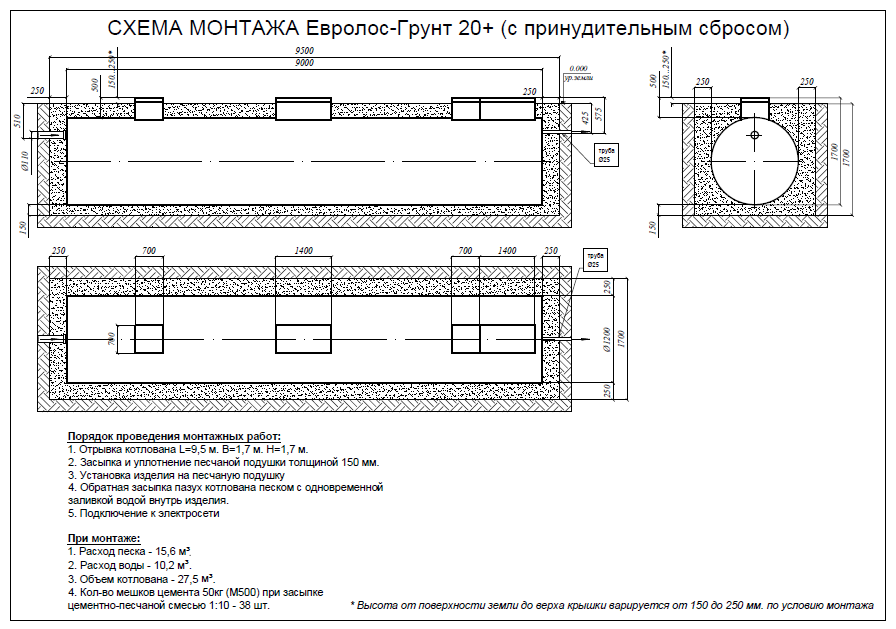 СХЕМА МОНТАЖА Евролос-Грунт 20+ (с принудительным сбросом)
9500
9000
250
500
150...250*
250
0.000
ур.земли
425
575
510
Ø110
150
труба
Ø25
500
150...250*
250
250
1700
1700
150
250
700
1400
700
1400
250
труба
Ø25
700
250
Ø1200
1700
250
Порядок проведения монтажных работ:
1. Отрывка котлована L=9,5 м. B=1,7 м. H=1,7 м.
2. Засыпка и уплотнение песчаной подушки толщиной 150 мм.
3. Установка изделия на песчаную подушку
4. Обратная засыпка пазух котлована песком с одновременной
заливкой водой внутрь изделия.
5. Подключение к электросети
При монтаже:
1. Расход песка - 15,6 м³.
2. Расход воды - 10,2 м³.
3. Объем котлована - 27,5 м³.
4. Кол-во мешков цемента 50кг (М500) при засыпке
цементно-песчаной смесью 1:10 - 38 шт.
* Высота от поверхности земли до верха крышки варируется от 150 до 250 мм. по условию монтажа